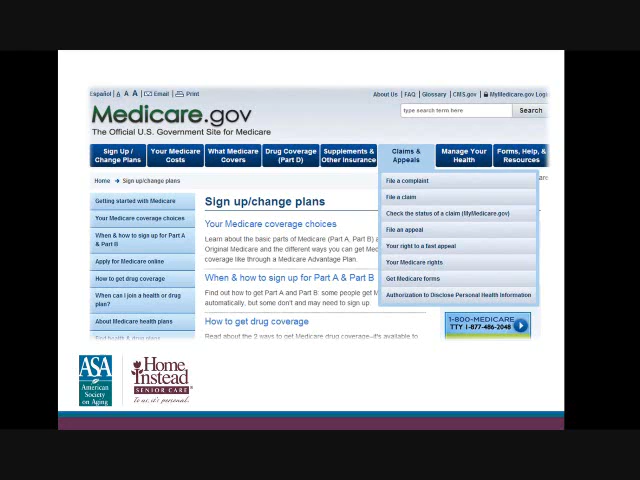 Español | A A A | Email | Print
About Us | FAQ | Glossary | CMS.gov | MyMedicare.gov Log
Medicare.gov
type search term here Search
The Official U.S. Government Site for Medicare
Sign Up / Change Plans
Your Medicare Costs
What Medicare Covers
Drug Coverage (Part D)
Supplements & Other Insurance
Claims & Appeals
Manage Your Health
Forms, Help, & Resources
Home → Sign up/change plans
Getting started with Medicare
Your Medicare coverage choices
When & how to sign up for Part A & Part B
Apply for Medicare online
How to get drug coverage
When can I join a health or drug plan?
About Medicare health plans
Find health & drug plans
Sign up/change plans
Your Medicare coverage choices
Learn about the basic parts of Medicare (Part A, Part B) a
Original Medicare and the different ways you can get Med
coverage like through a Medicare Advantage Plan.
When & how to sign up for Part A & Part B
Find out how to get Part A and Part B: some people get M
automatically, but some don't and may need to sign up
How to get drug coverage
Read about the 2 ways to get Medicare drug coverage–it's available to
File a complaint
File a claim
Check the status of a claim (MyMedicare.gov)
File an appeal
Your right to a fast appeal
Your Medicare rights
Get Medicare forms
Authorization to Disclose Personal Health Information
are
1-800-MEDICARE
TTY 1-877-486-2048
ASA
American
Society
on Aging
Home
Instead
SENIOR CARE
To us, it's personal.